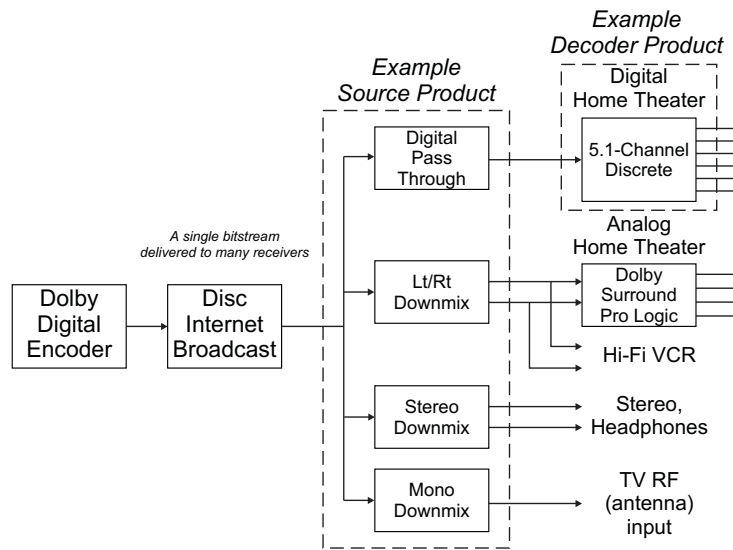 Example
Decoder Product
Example
Source Product
Digital
Home Theater
Digital
Pass
Through
5.1-Channel
Discrete
A single bitstream
delivered to many receivers
Analog
Home Theater
Dolby
Digital
Encoder
Disc
Internet
Broadcast
Lt/Rt
Downmix
Dolby
Surround
Pro Logic
Hi-Fi VCR
Stereo
Downmix
Stereo,
Headphones
Mono
Downmix
TV RF
(antenna)
input